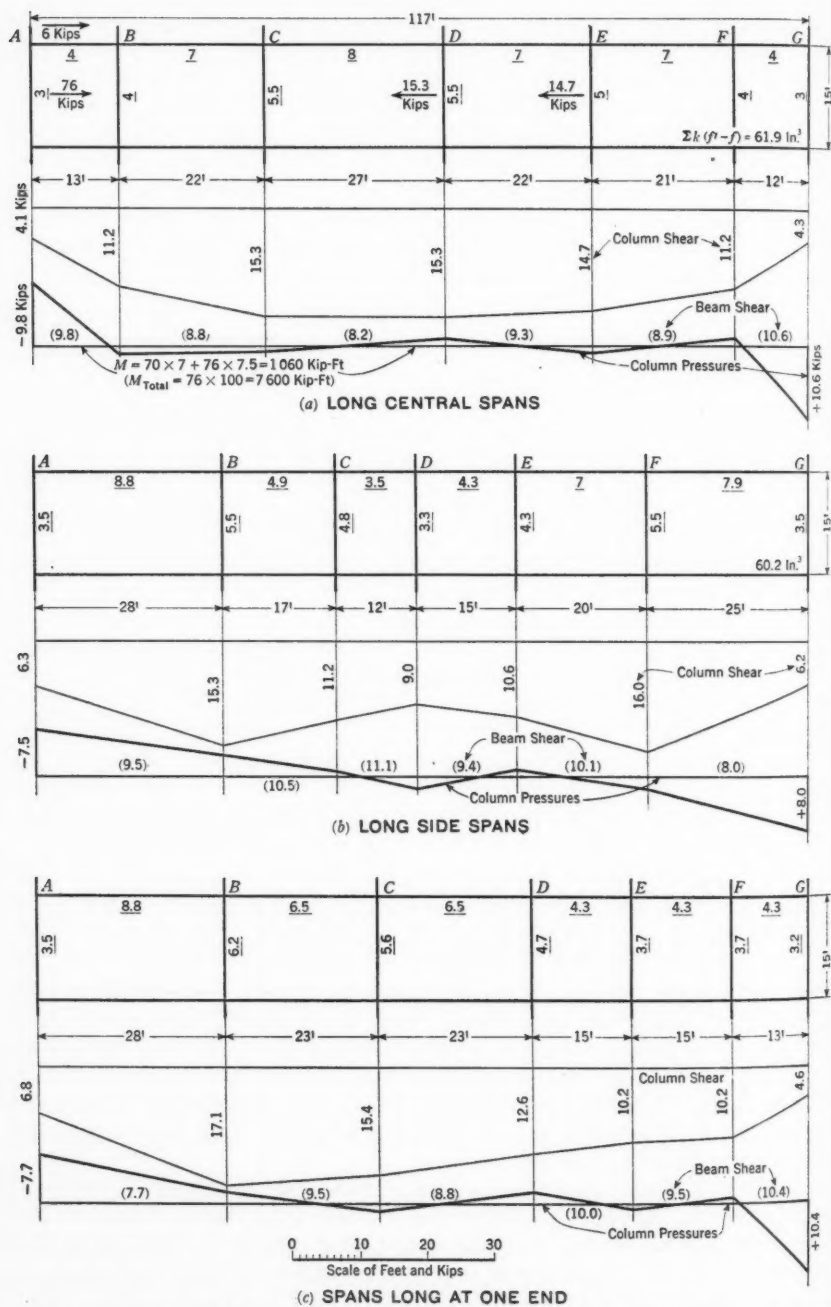 117'
6 Kips
A B C D E F G
4 7 8 7 7 4
76 Kips
15.3 Kips
14.7 Kips
3 4 5.5 5.5 5 4 3
15'
Σk (f'-f) = 61.9 In.³
13' 22' 27' 22' 21' 12'
4.1 Kips 11.2 15.3 15.3 14.7 11.2 4.3
Column Shear
Beam Shear
-9.8 Kips
(9.8) (8.8) (8.2) (9.3) (8.9) (10.6)
M = 70 × 7 + 76 × 7.5 = 1 060 Kip-Ft
(M Total = 76 × 100 = 7 600 Kip-Ft)
Column Pressures
+10.6 Kips
(a) LONG CENTRAL SPANS
A B C D E F G
8.8 4.9 3.5 4.3 7 7.9
3.5 5.5 4.8 3.3 4.3 5.5 3.5
15'
60.2 In.³
28' 17' 12' 15' 20' 25'
6.3 15.3 11.2 9.0 10.6 16.0 6.2
Column Shear
Beam Shear
-7.5
(9.5) (10.5) (11.1) (9.4) (10.1) (8.0)
Column Pressures
+8.0
(b) LONG SIDE SPANS
A B C D E F G
8.8 6.5 6.5 4.3 4.3 4.3
3.5 6.2 5.6 4.7 3.7 3.7 3.2
15'
28' 23' 23' 15' 15' 13'
Column Shear
6.8 17.1 15.4 12.6 10.2 10.2 4.6
Beam Shear
-7.7
(7.7) (9.5) (8.8) (10.0) (9.5) (10.4)
Column Pressures
+10.4
0 10 20 30
Scale of Feet and Kips
(c) SPANS LONG AT ONE END